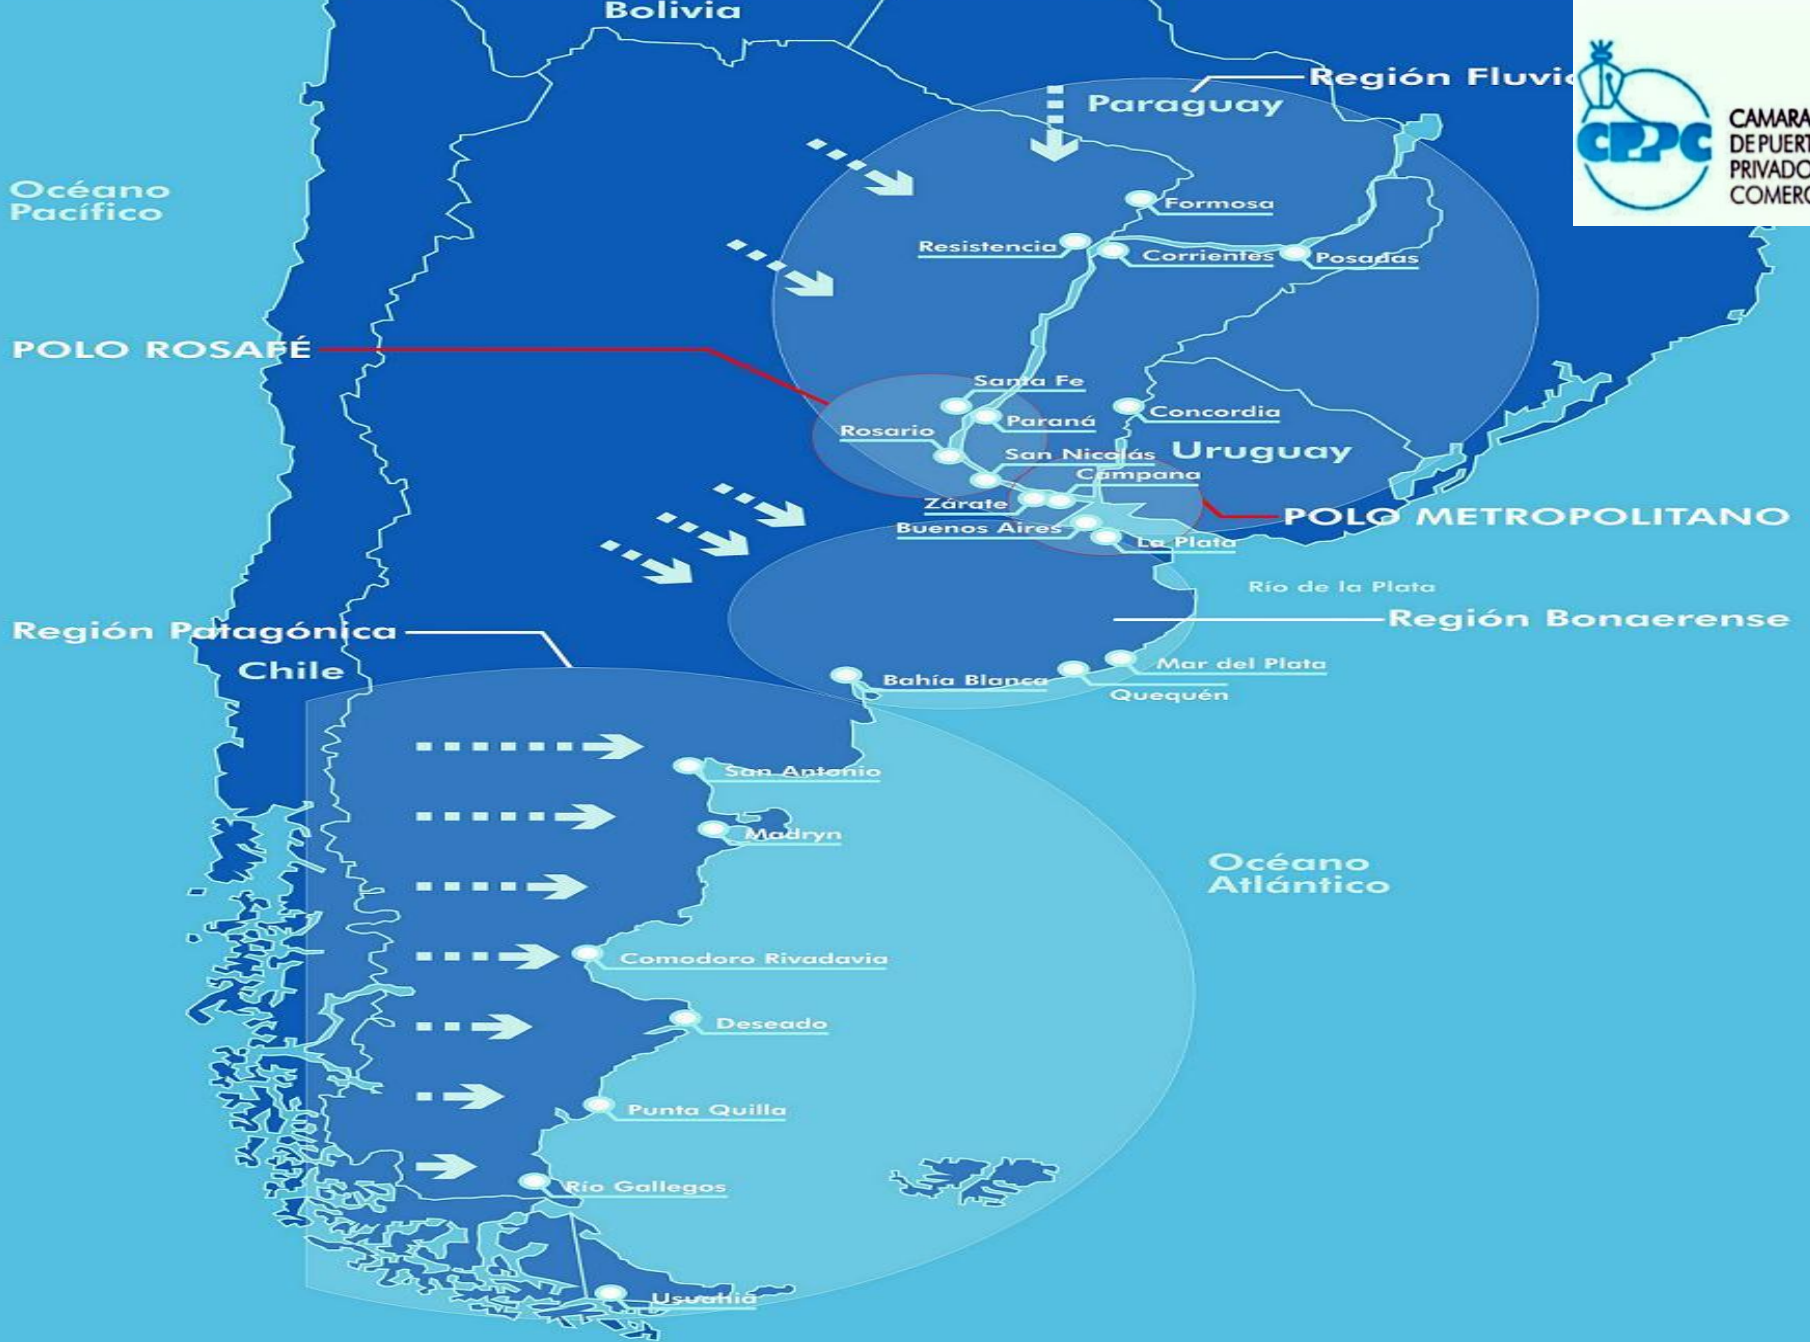 Bolivia
Región Fluvi
Paraguay
CPPC
CAMARA
DE PUERT
PRIVADO
COMERC
Océano
Pacífico
Formosa
Resistencia
Corrientes
Posadas
POLO ROSAFÉ
Santa Fe
Paraná
Concordia
Rosario
San Nicolás
Uruguay
Campana
Zárate
POLO METROPOLITANO
Buenos Aires
La Plata
Río de la Plata
Región Bonaerense
Región Patagónica
Chile
Mar del Plata
Bahía Blanca
Quequén
San Antonio
Madryn
Océano
Atlántico
Comodoro Rivadavia
Deseado
Punta Quilla
Río Gallegos
Usuahia